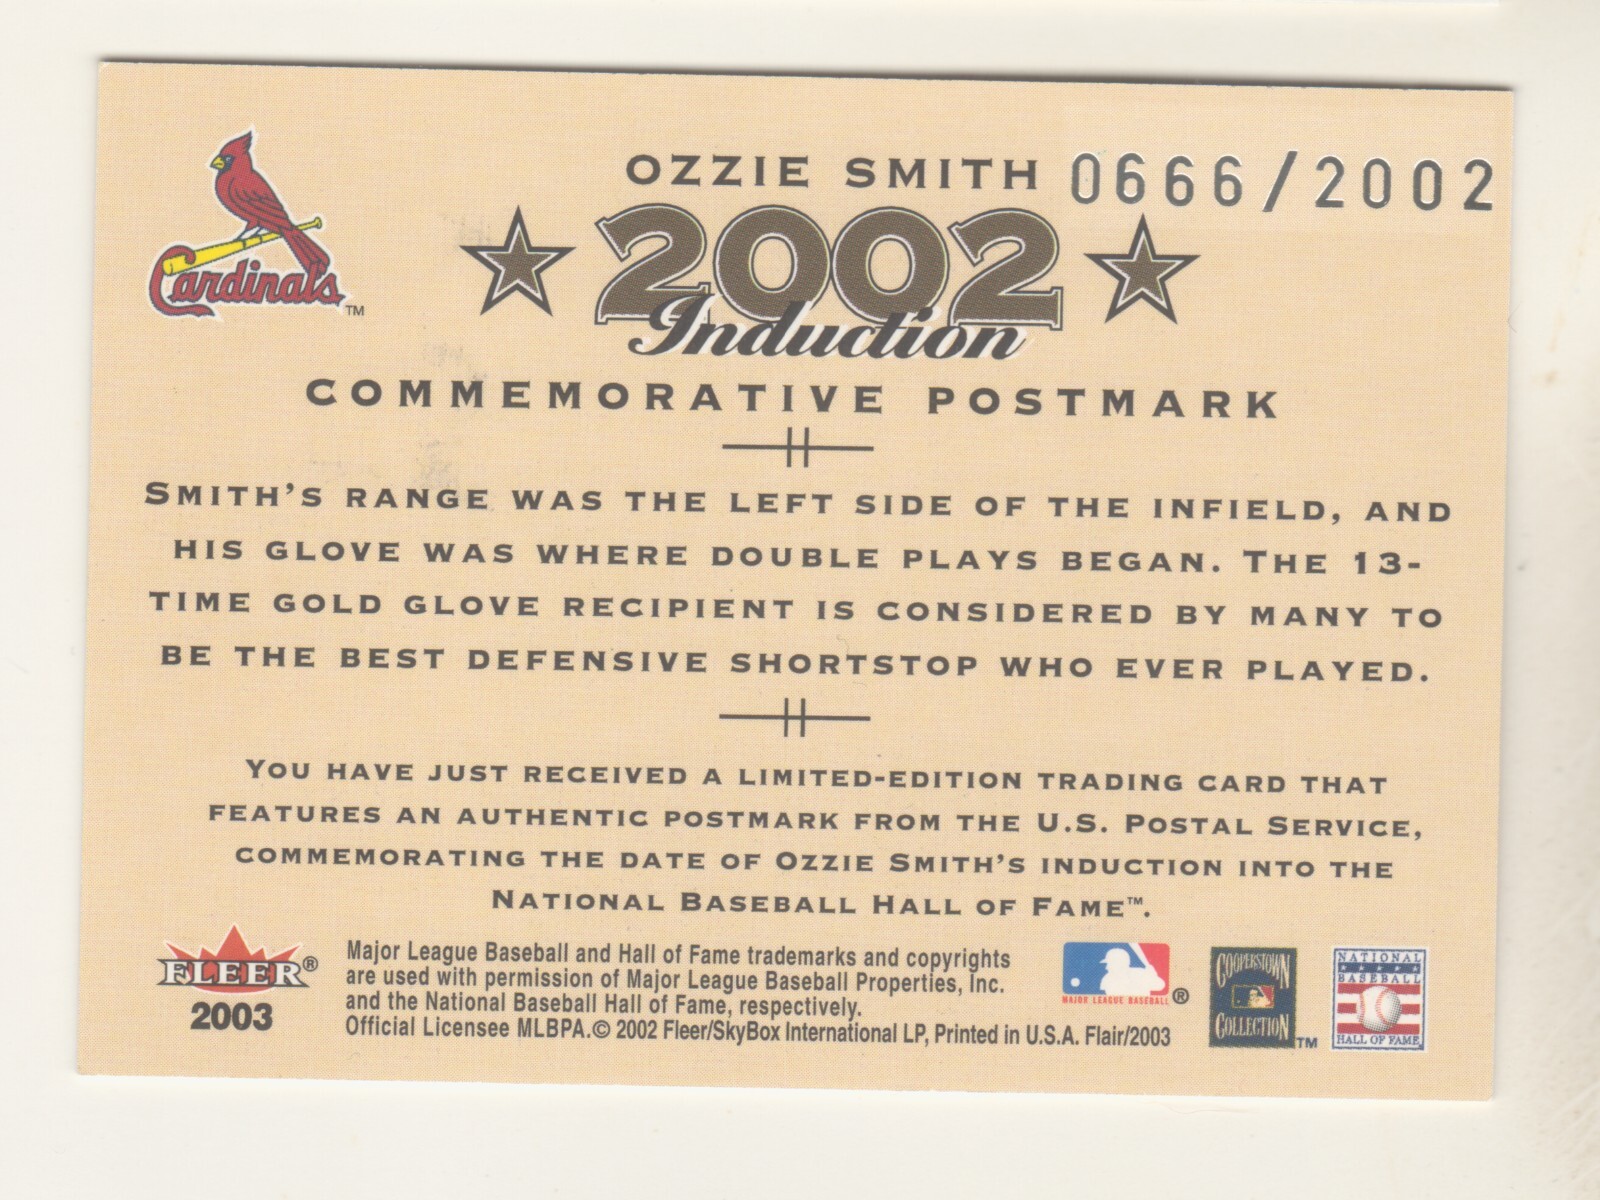 OZZIE SMITH 0666/2002
2002
Induction
Cardinals™
COMMEMORATIVE POSTMARK
SMITH'S RANGE WAS THE LEFT SIDE OF THE INFIELD, AND
HIS GLOVE WAS WHERE DOUBLE PLAYS BEGAN. THE 13-
TIME GOLD GLOVE RECIPIENT IS CONSIDERED BY MANY TO
BE THE BEST DEFENSIVE SHORTSTOP WHO EVER PLAYED.
YOU HAVE JUST RECEIVED A LIMITED-EDITION TRADING CARD THAT
FEATURES AN AUTHENTIC POSTMARK FROM THE U.S. POSTAL SERVICE,
COMMEMORATING THE DATE OF OZZIE SMITH'S INDUCTION INTO THE
NATIONAL BASEBALL HALL OF FAME™.
FLEER®
2003
Major League Baseball and Hall of Fame trademarks and copyrights
are used with permission of Major League Baseball Properties, Inc.
and the National Baseball Hall of Fame, respectively.
Official Licensee MLBPA.© 2002 Fleer/SkyBox International LP, Printed in U.S.A. Flair/2003
MAJOR LEAGUE BASEBALL®
COOPERSTOWN
COLLECTION™
NATIONAL
BASEBALL
HALL OF FAME